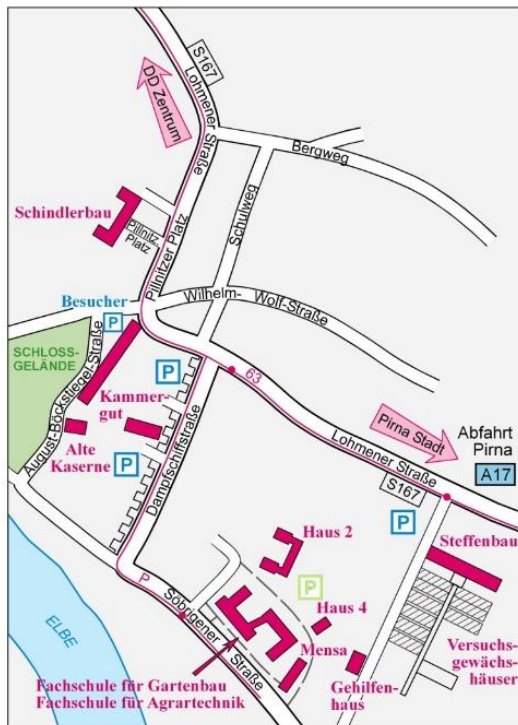 S167
Lohmener Straße
DD Zentrum
Bergweg
Schulweg
Schindlerbau
Pillnitz.
Platz
Pillnitzer Platz
Besucher
P
Wilhelm-
Wolf-Straße
SCHLOSS-
GELÄNDE
August-Böckstiegel-Straße
Kammer-
gut
P
63
Alte
Kaserne
P
Dampfschiffstraße
Pirna Stadt
Lohmener Straße
Abfahrt
Pirna
A17
S167
P
Steffenbau
Haus 2
P
P
Haus 4
Söbrigener Straße
Mensa
ELBE
Gehilfen-
haus
Versuchs-
gewächs-
häuser
Fachschule für Gartenbau
Fachschule für Agrartechnik